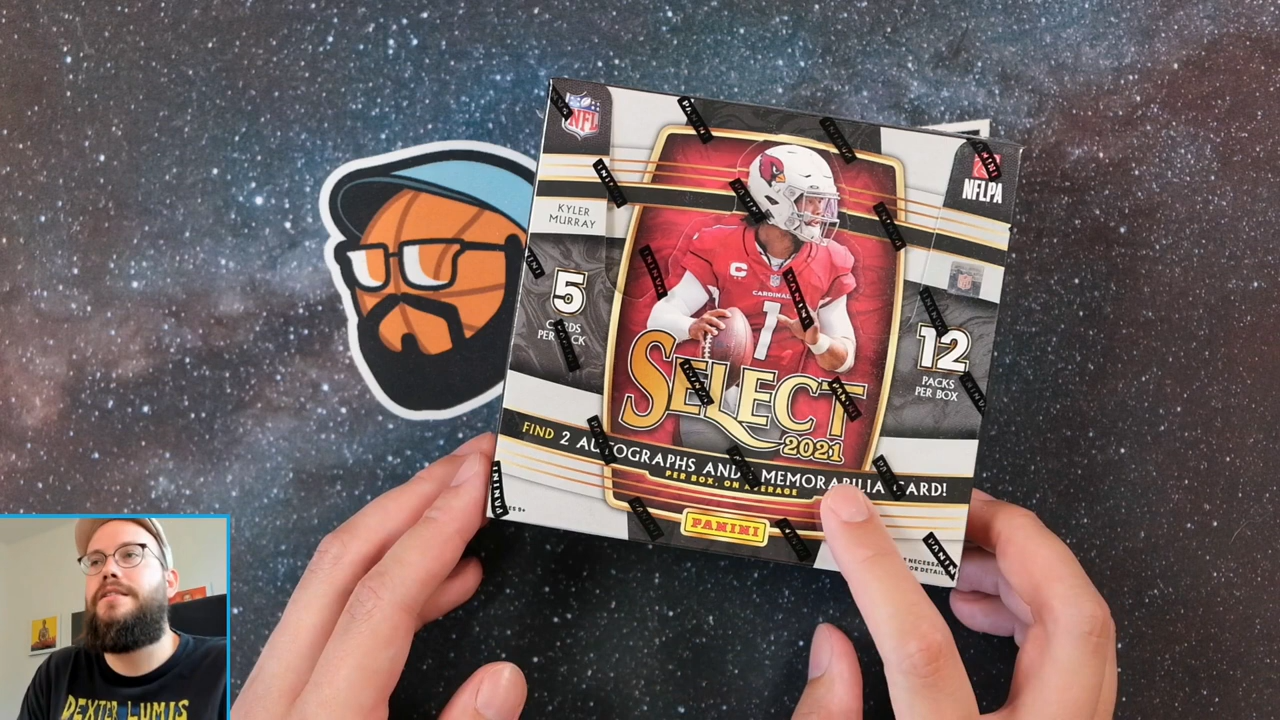 NFL
NFLPA
KYLER
MURRAY
5
CARDS
PER PACK
12
PACKS
PER BOX
CARDINALS
C
1
SELECT
2021
FIND 2 AUTOGRAPHS AND MEMORABILIA CARD!
PER BOX, ON AVERAGE
PANINI
PANINI
DEXTER LUMIS